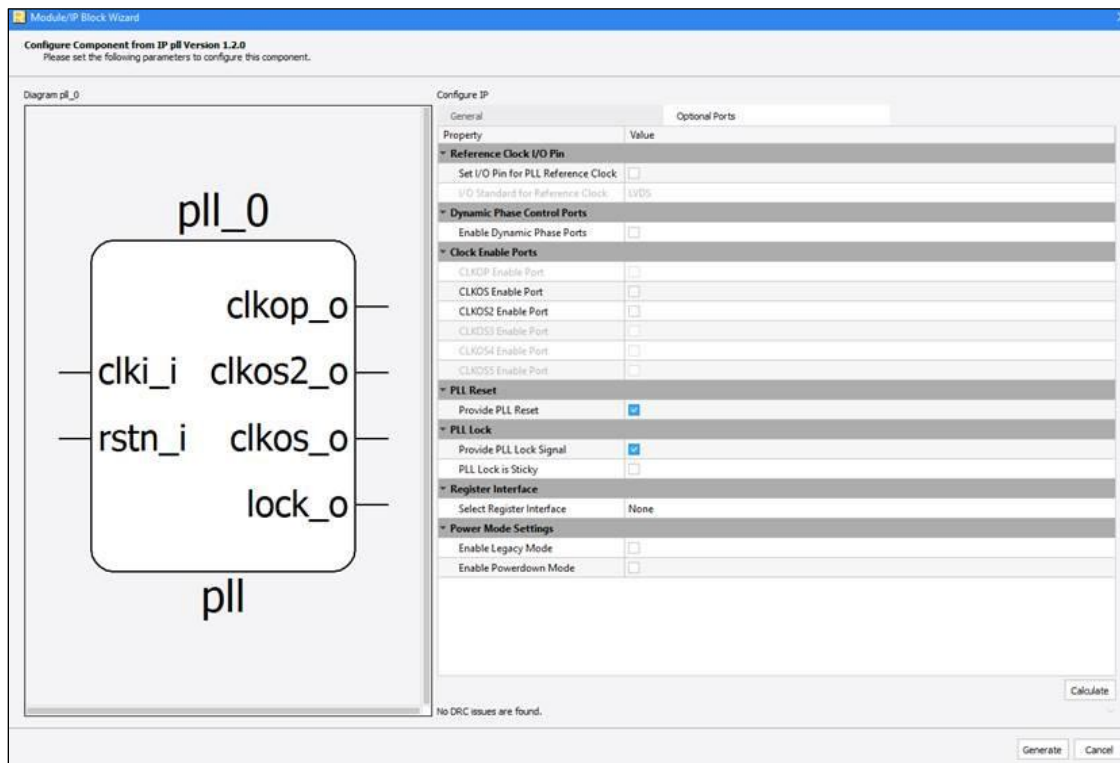 Module/IP Block Wizard
Configure Component from IP pll Version 1.2.0
Please set the following parameters to configure this component.
Diagram pll_0
pll_0
clkop_o
clki_i clkos2_o
rstn_i clkos_o
lock_o
pll
Configure IP
General Optional Ports
Property Value
Reference Clock I/O Pin
Set I/O Pin for PLL Reference Clock
I/O Standard for Reference Clock LVDS
Dynamic Phase Control Ports
Enable Dynamic Phase Ports
Clock Enable Ports
CLKOP Enable Port
CLKOS Enable Port
CLKOS2 Enable Port
CLKOS3 Enable Port
CLKOS4 Enable Port
CLKOS5 Enable Port
PLL Reset
Provide PLL Reset
PLL Lock
Provide PLL Lock Signal
PLL Lock is Sticky
Register Interface
Select Register Interface None
Power Mode Settings
Enable Legacy Mode
Enable Powerdown Mode
Calculate
No DRC issues are found.
Generate Cancel